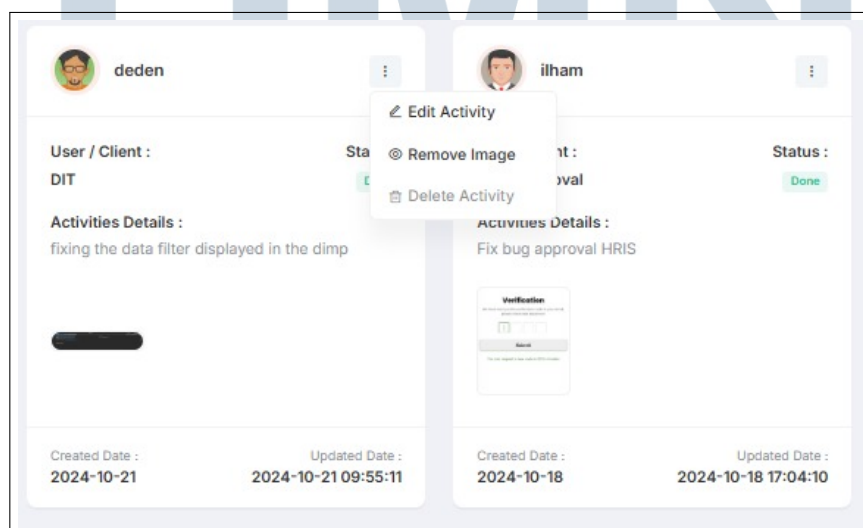 deden
Edit Activity
Remove Image
Delete Activity
User / Client :
Sta
DIT
D
Activities Details :
fixing the data filter displayed in the dimp
Created Date :
Updated Date :
2024-10-21
2024-10-21 09:55:11
ilham
nt :
Status :
oval
Done
Activities Details :
Fix bug approval HRIS
Verification
Submit
Created Date :
Updated Date :
2024-10-18
2024-10-18 17:04:10